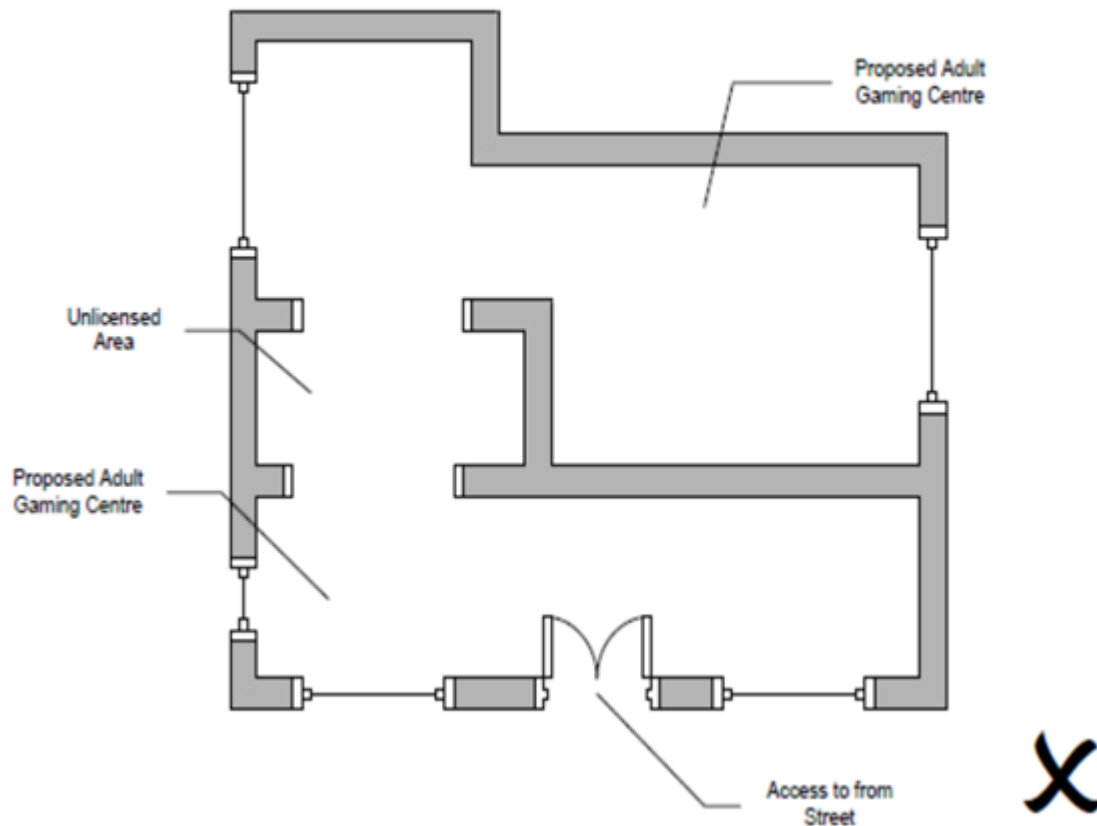 Proposed Adult
Gaming Centre
Unlicensed
Area
Proposed Adult
Gaming Centre
Access to from
Street